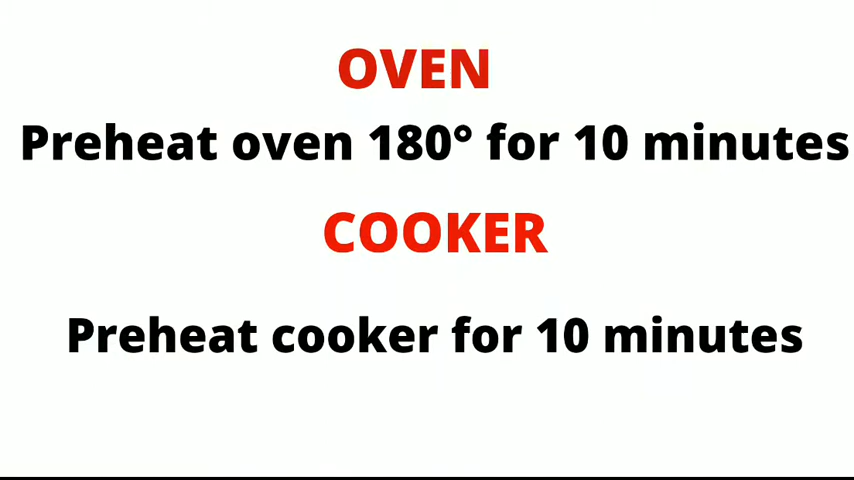 OVEN
Preheat oven 180° for 10 minutes
COOKER
Preheat cooker for 10 minutes